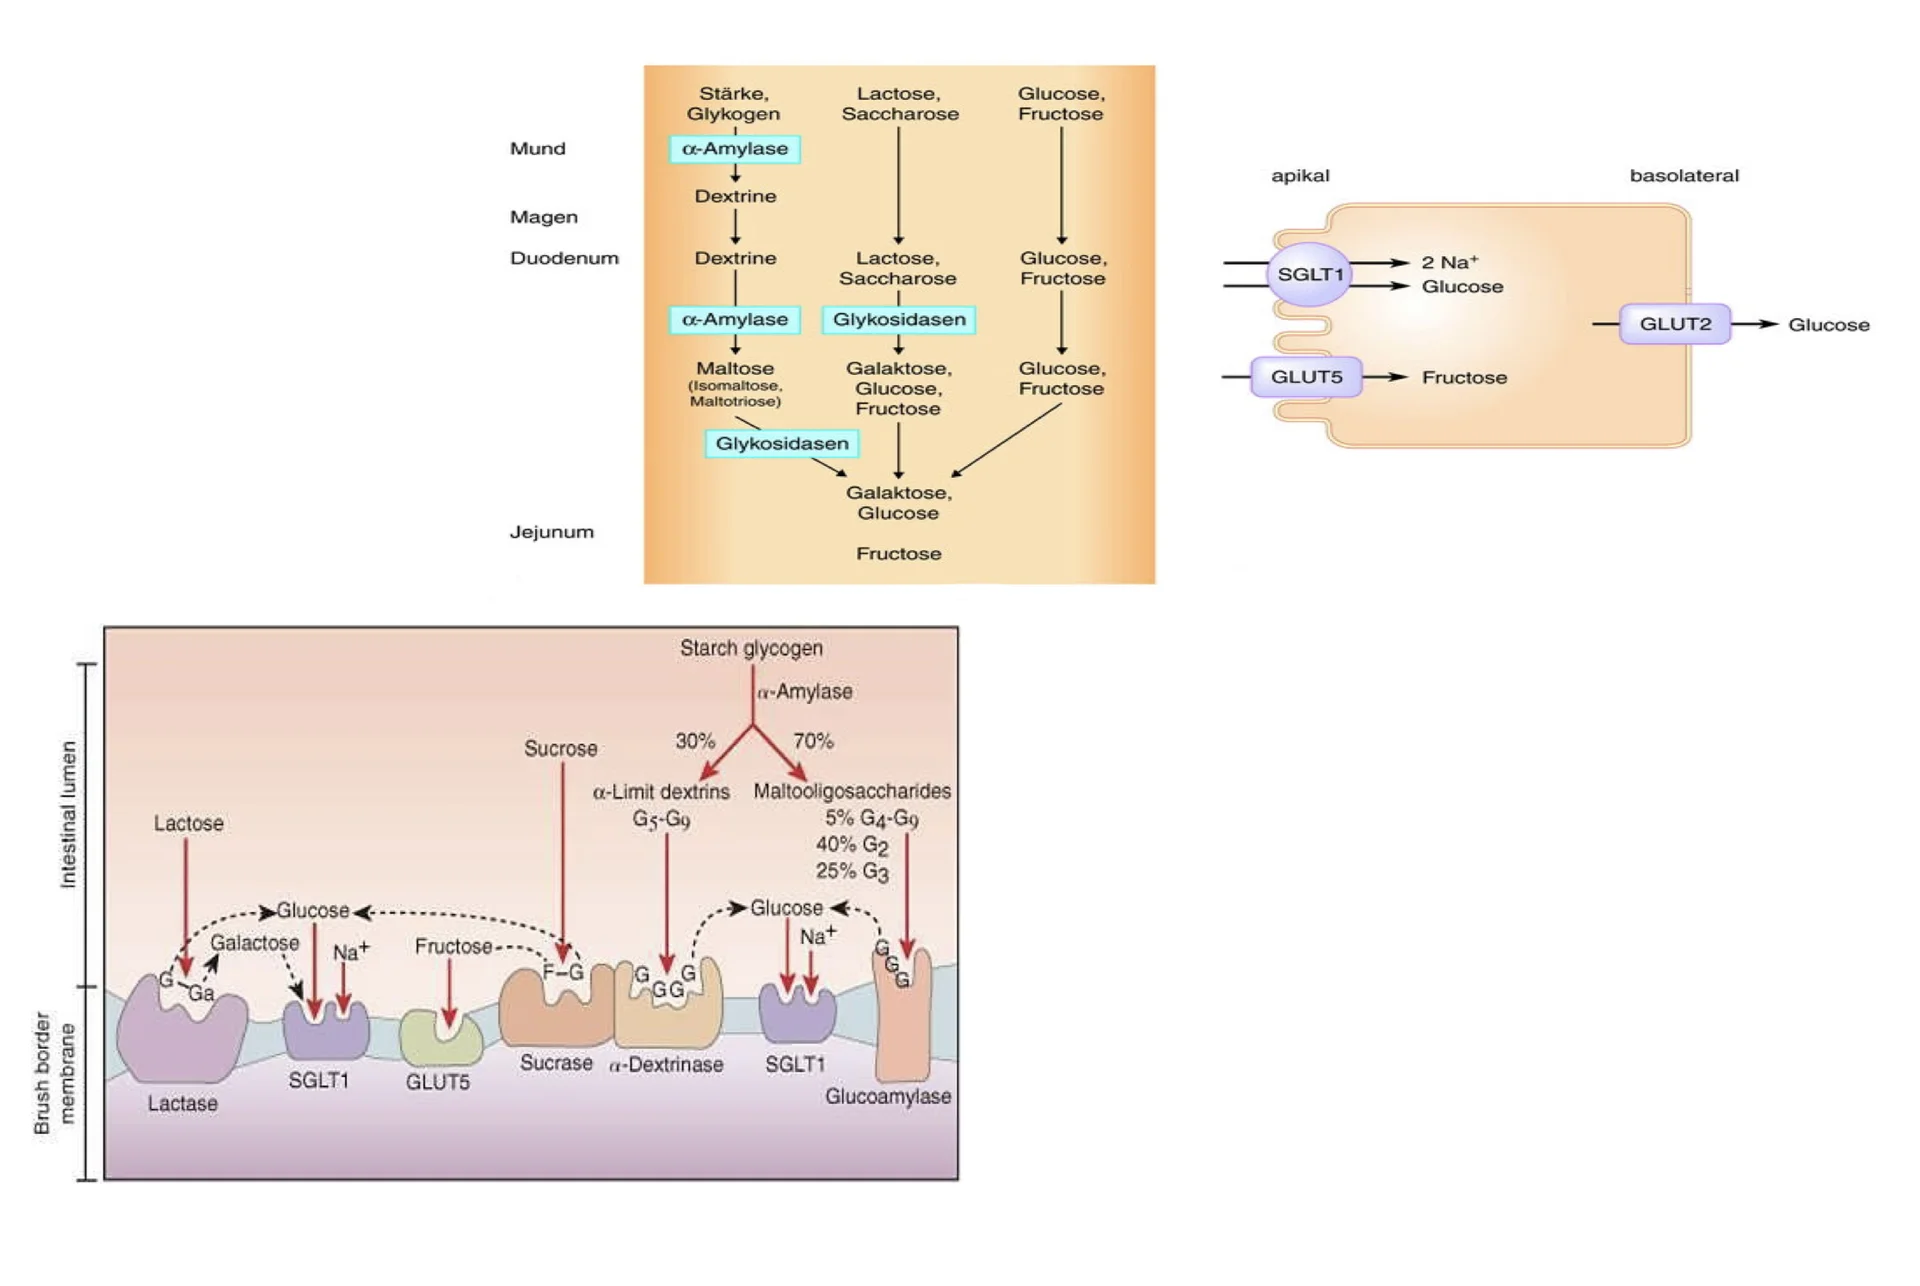 Stärke,
Glykogen
Lactose,
Saccharose
Glucose,
Fructose
Mund
α-Amylase
Dextrine
Magen
Duodenum
Dextrine
Lactose,
Saccharose
Glucose,
Fructose
α-Amylase
Glykosidasen
Maltose
(Isomaltose,
Maltotriose)
Galaktose,
Glucose,
Fructose
Glucose,
Fructose
Glykosidasen
Galaktose,
Glucose
Jejunum
Fructose
apikal
basolateral
SGLT1
2 Na⁺
Glucose
GLUT2
Glucose
GLUT5
Fructose
Intestinal lumen
Brush border
membrane
Starch glycogen
α-Amylase
30%
70%
Sucrose
α-Limit dextrins
G₅-G₉
Maltooligosaccharides
5% G₄-G₉
40% G₂
25% G₃
Lactose
Glucose
Galactose
Na⁺
Fructose
Glucose
Na⁺
G
Ga
F–G
G
G
G
G
G
G
G
Lactase
SGLT1
GLUT5
Sucrase
α-Dextrinase
SGLT1
Glucoamylase